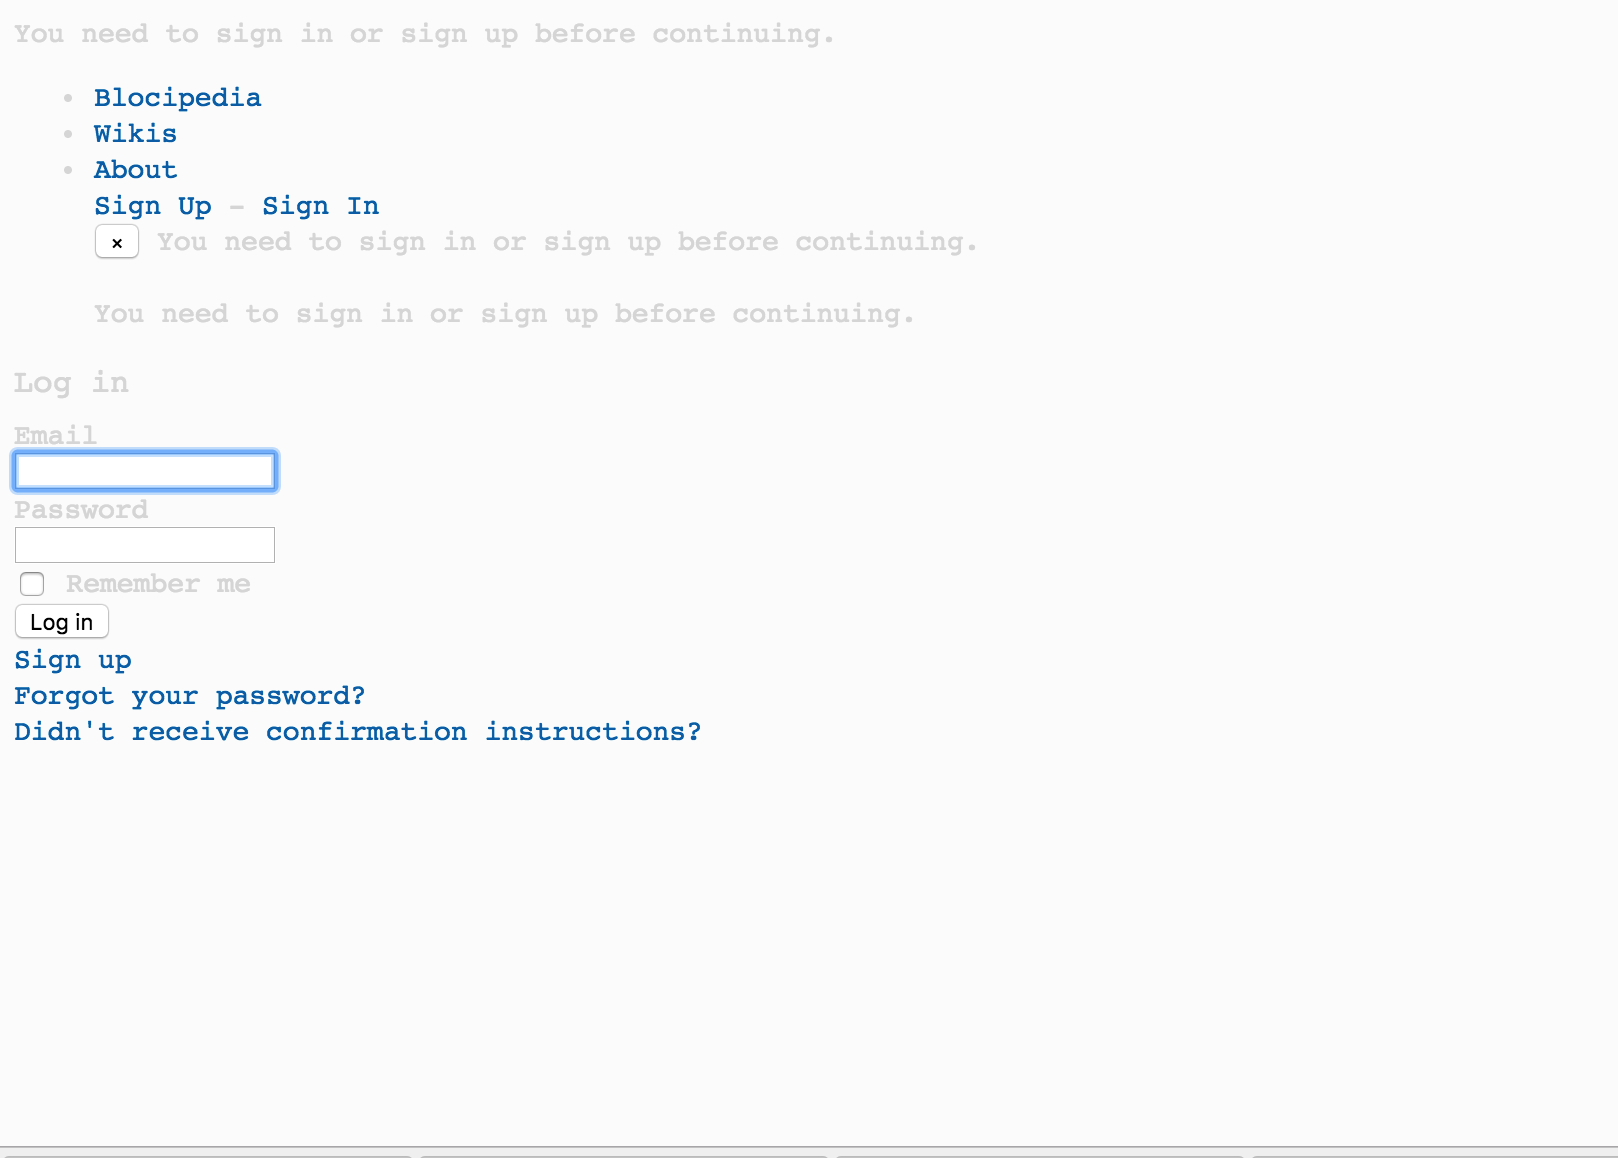 You need to sign in or sign up before continuing.
• Blocipedia
• Wikis
• About
Sign Up – Sign In
× You need to sign in or sign up before continuing.
You need to sign in or sign up before continuing.
Log in
Email
Password
Remember me
Log in
Sign up
Forgot your password?
Didn't receive confirmation instructions?